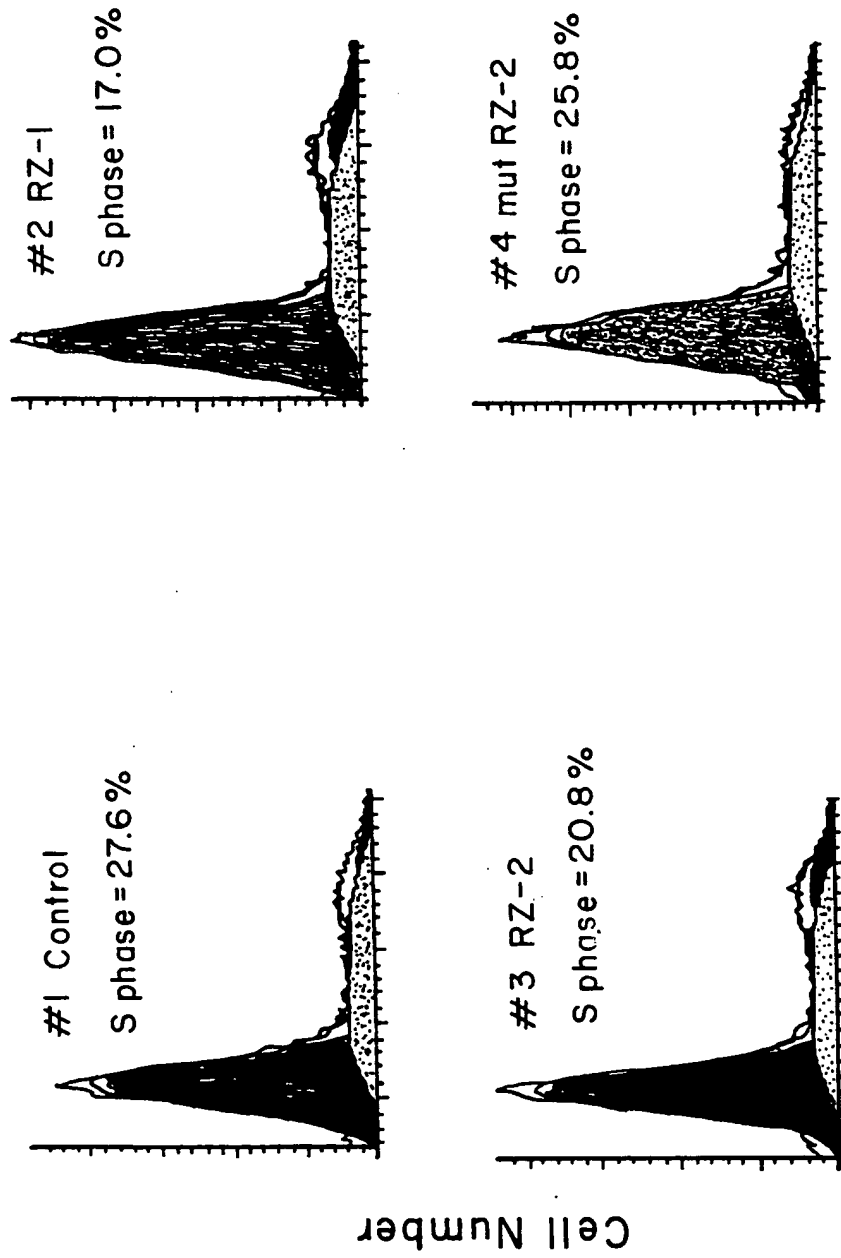 #1 Control
S phase = 27.6%
#2 RZ-1
S phase = 17.0%
#3 RZ-2
S phase = 20.8%
#4 mut RZ-2
S phase = 25.8%
Cell Number